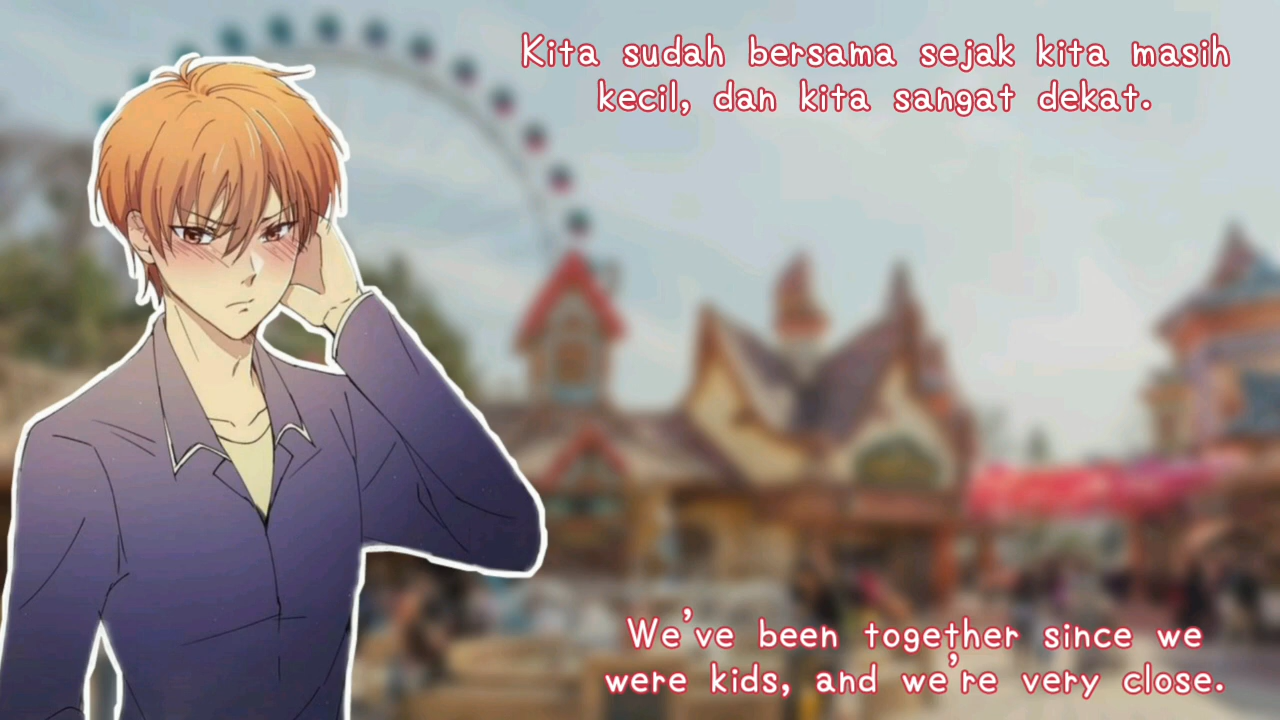 Kita sudah bersama sejak kita masih
kecil, dan kita sangat dekat.
We've been together since we
were kids, and we're very close.